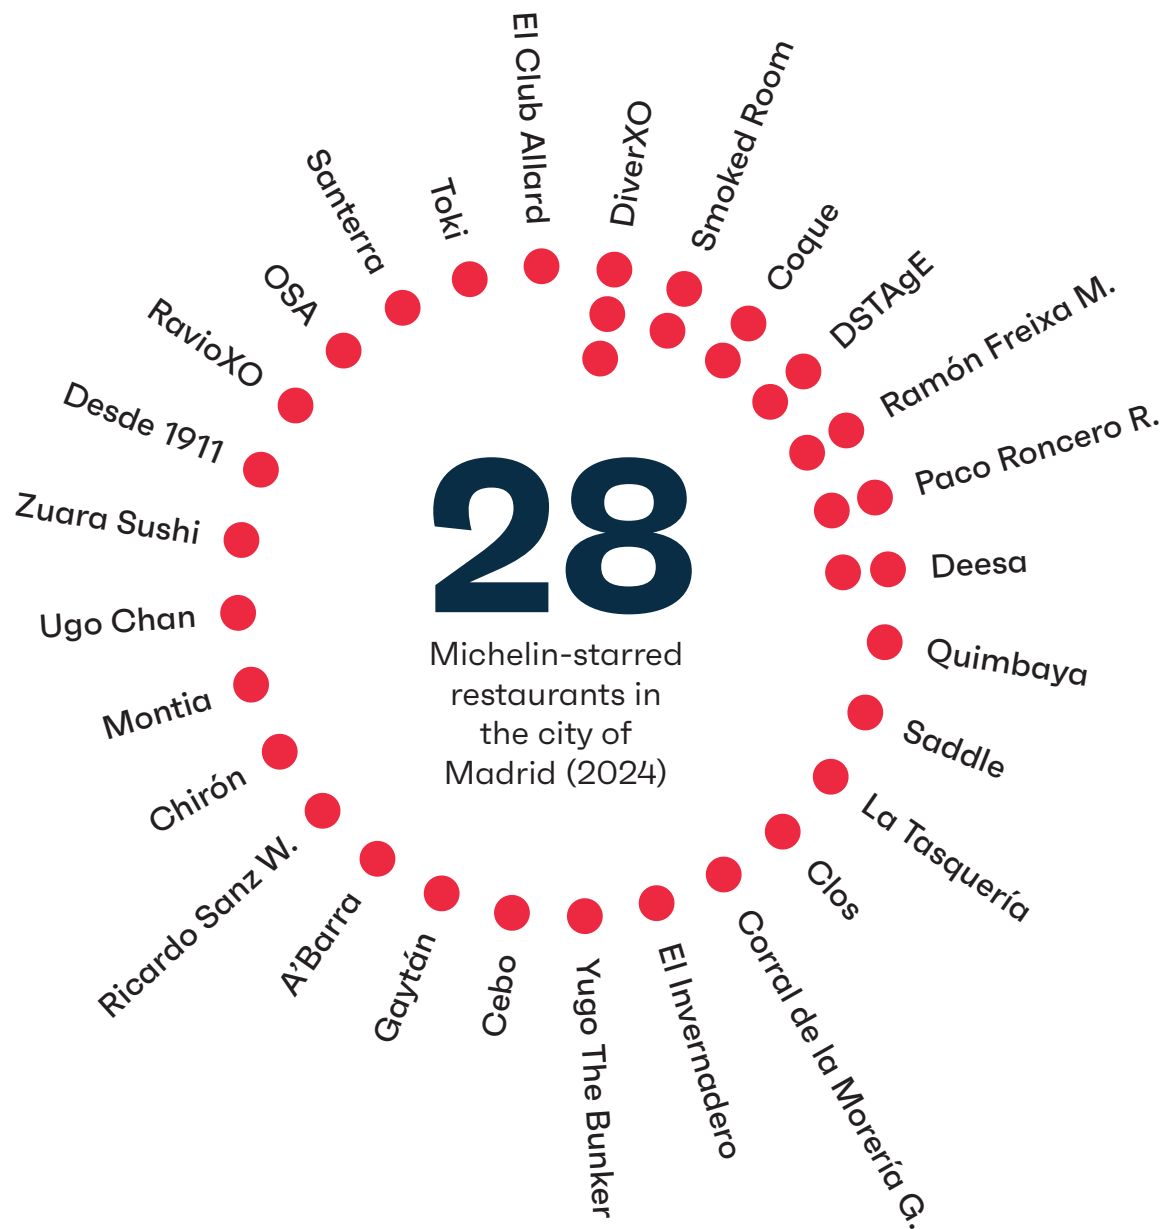 El Club Allard
DiverXO
Smoked Room
Coque
DSTAgE
Ramón Freixa M.
Paco Roncero R.
Deesa
Quimbaya
Saddle
La Tasquería
Clos
Corral de la Morería G.
El Invernadero
Yugo The Bunker
Cebo
Gaytán
A'Barra
Ricardo Sanz W.
Chirón
Montia
Ugo Chan
Zuara Sushi
Desde 1911
RavioXO
OSA
Santerra
Toki
28
Michelin-starred
restaurants in
the city of
Madrid (2024)